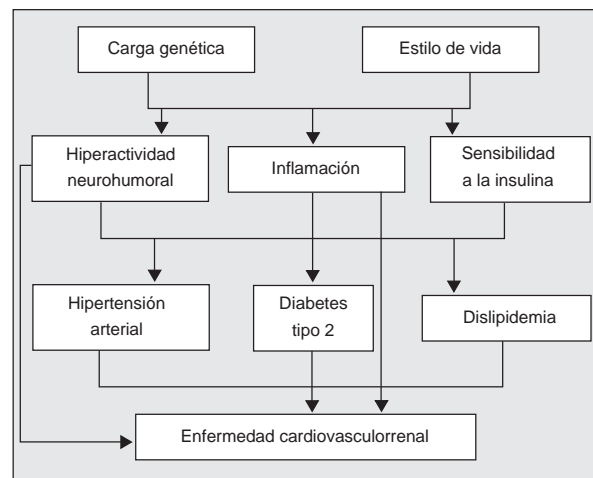 Carga genética
Estilo de vida
Hiperactividad
neurohumoral
Inflamación
Sensibilidad
a la insulina
Hipertensión
arterial
Diabetes
tipo 2
Dislipidemia
Enfermedad cardiovasculorrenal